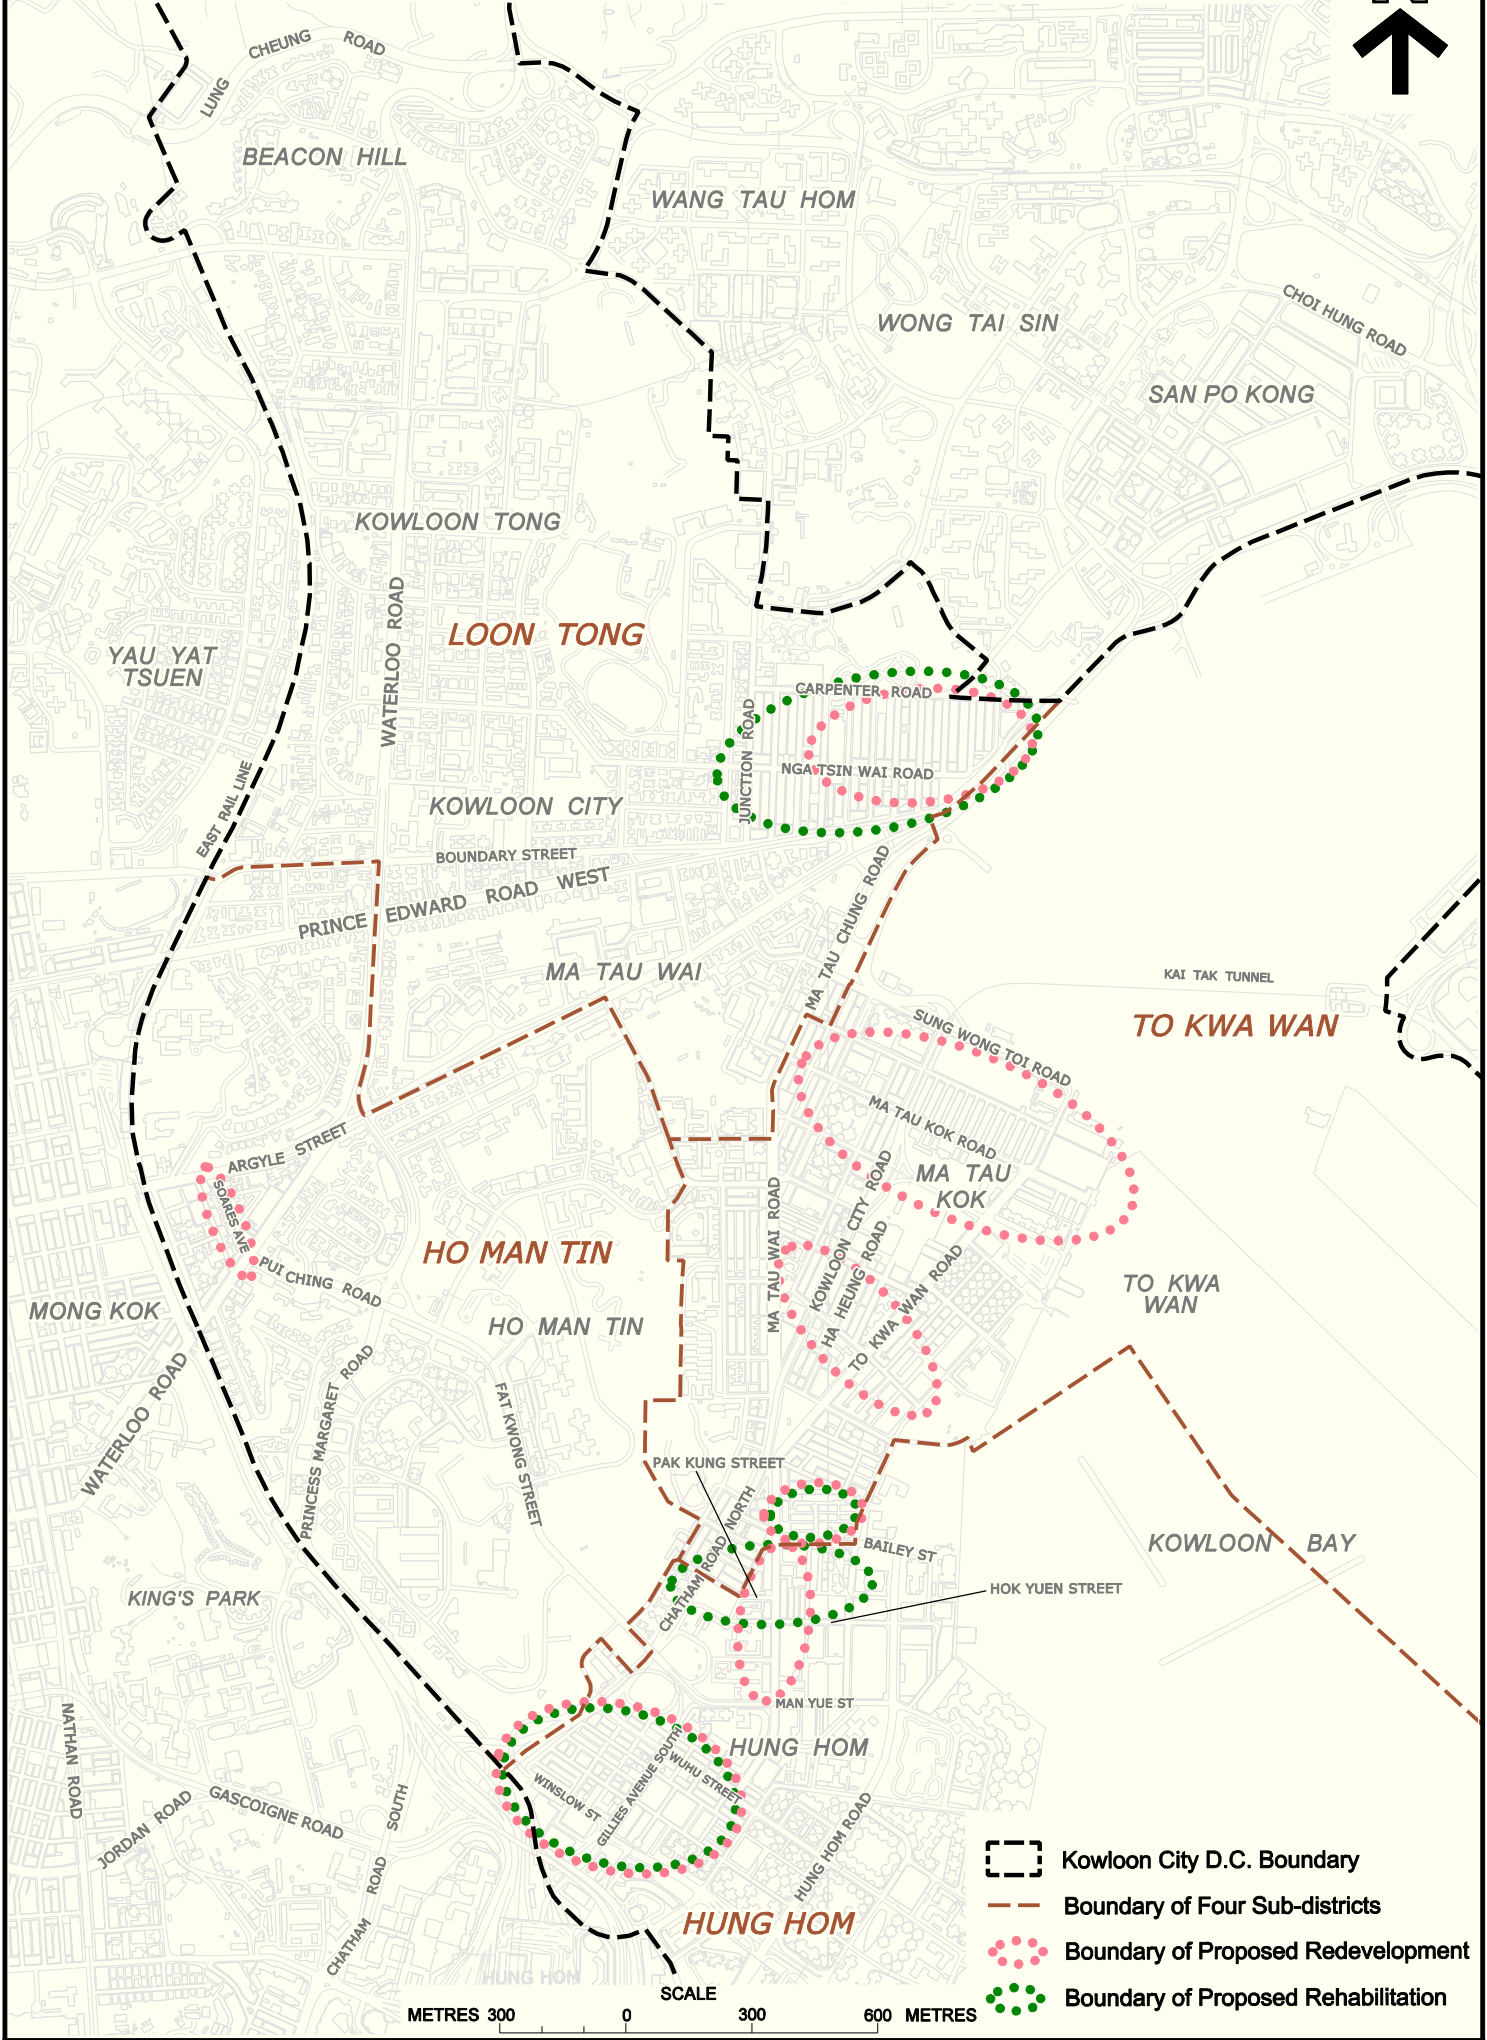 N
LUNG CHEUNG ROAD
BEACON HILL
WANG TAU HOM
WONG TAI SIN
CHOI HUNG ROAD
SAN PO KONG
KOWLOON TONG
WATERLOO ROAD
LOON TONG
YAU YAT
TSUEN
CARPENTER ROAD
JUNCTION ROAD
NGA TSIN WAI ROAD
EAST RAIL LINE
KOWLOON CITY
BOUNDARY STREET
PRINCE EDWARD ROAD WEST
MA TAU CHUNG ROAD
MA TAU WAI
KAI TAK TUNNEL
TO KWA WAN
SUNG WONG TOI ROAD
MA TAU KOK ROAD
ARGYLE STREET
SOARES AVE
MA TAU
KOK
KOWLOON CITY ROAD
MA TAU WAI ROAD
HA HEUNG ROAD
TO KWA WAN ROAD
HO MAN TIN
PUI CHING ROAD
TO KWA
WAN
MONG KOK
HO MAN TIN
WATERLOO ROAD
PRINCESS MARGARET ROAD
FAT KWONG STREET
PAK KUNG STREET
CHATHAM ROAD NORTH
BAILEY ST
KOWLOON BAY
HOK YUEN STREET
KING'S PARK
MAN YUE ST
NATHAN ROAD
HUNG HOM
WUHU STREET
WINSLOW ST
GILLIES AVENUE SOUTH
GASCOIGNE ROAD
JORDAN ROAD
CHATHAM ROAD SOUTH
HUNG HOM ROAD
HUNG HOM
HUNG HOM
Kowloon City D.C. Boundary
Boundary of Four Sub-districts
Boundary of Proposed Redevelopment
Boundary of Proposed Rehabilitation
SCALE
METRES 300 0 300 600 METRES